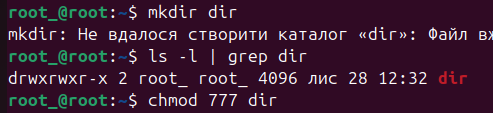 root_@root:~$ mkdir dir
mkdir: Не вдалося створити каталог «dir»: Файл
root_@root:~$ ls -l | grep dir
drwxrwxr-x 2 root_ root_ 4096 лис 28 12:32 dir
root_@root:~$ chmod 777 dir